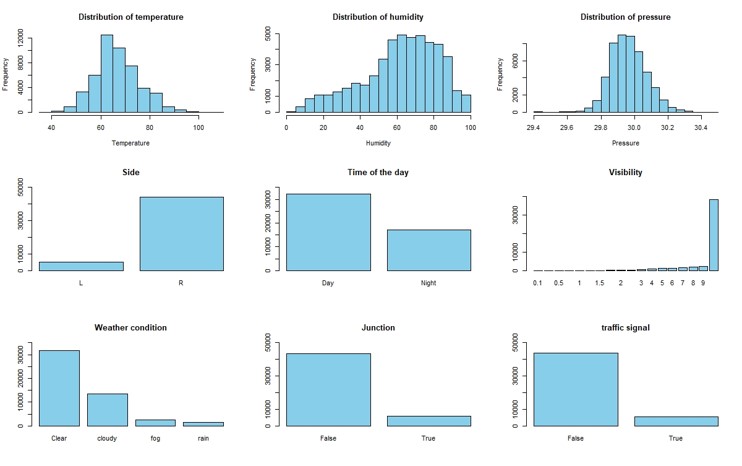 Distribution of temperature
Frequency
0 2000 4000 8000 12000
40 60 80 100
Temperature
Distribution of humidity
Frequency
0 1000 3000 5000
0 20 40 60 80 100
Humidity
Distribution of pressure
Frequency
0 2000 6000
29.4 29.6 29.8 30.0 30.2 30.4
Pressure
Side
0 10000 30000 50000
L R
Time of the day
0 10000 20000 30000
Day Night
Visibility
0 10000 30000
0.1 0.5 1 1.5 2 3 4 5 6 7 8 9
Weather condition
0 10000 20000 30000
Clear cloudy fog rain
Junction
0 10000 30000 50000
False True
traffic signal
0 10000 30000 50000
False True